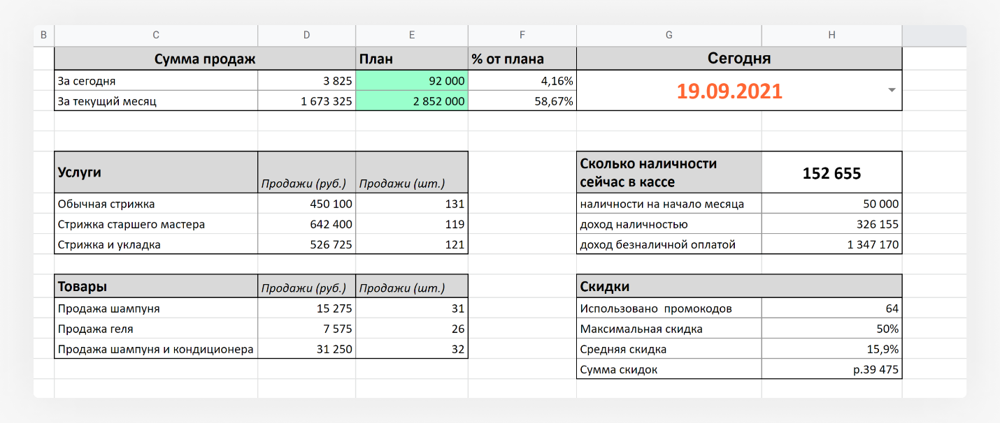 B C D E F G H
Сумма продаж План % от плана Сегодня
За сегодня 3 825 92 000 4,16%
19.09.2021
За текущий месяц 1 673 325 2 852 000 58,67%
Услуги Продажи (руб.) Продажи (шт.)
Обычная стрижка 450 100 131
Стрижка старшего мастера 642 400 119
Стрижка и укладка 526 725 121
Сколько наличности
сейчас в кассе 152 655
наличности на начало месяца 50 000
доход наличностью 326 155
доход безналичной оплатой 1 347 170
Товары Продажи (руб.) Продажи (шт.)
Продажа шампуня 15 275 31
Продажа геля 7 575 26
Продажа шампуня и кондиционера 31 250 32
Скидки
Использовано промокодов 64
Максимальная скидка 50%
Средняя скидка 15,9%
Сумма скидок р.39 475